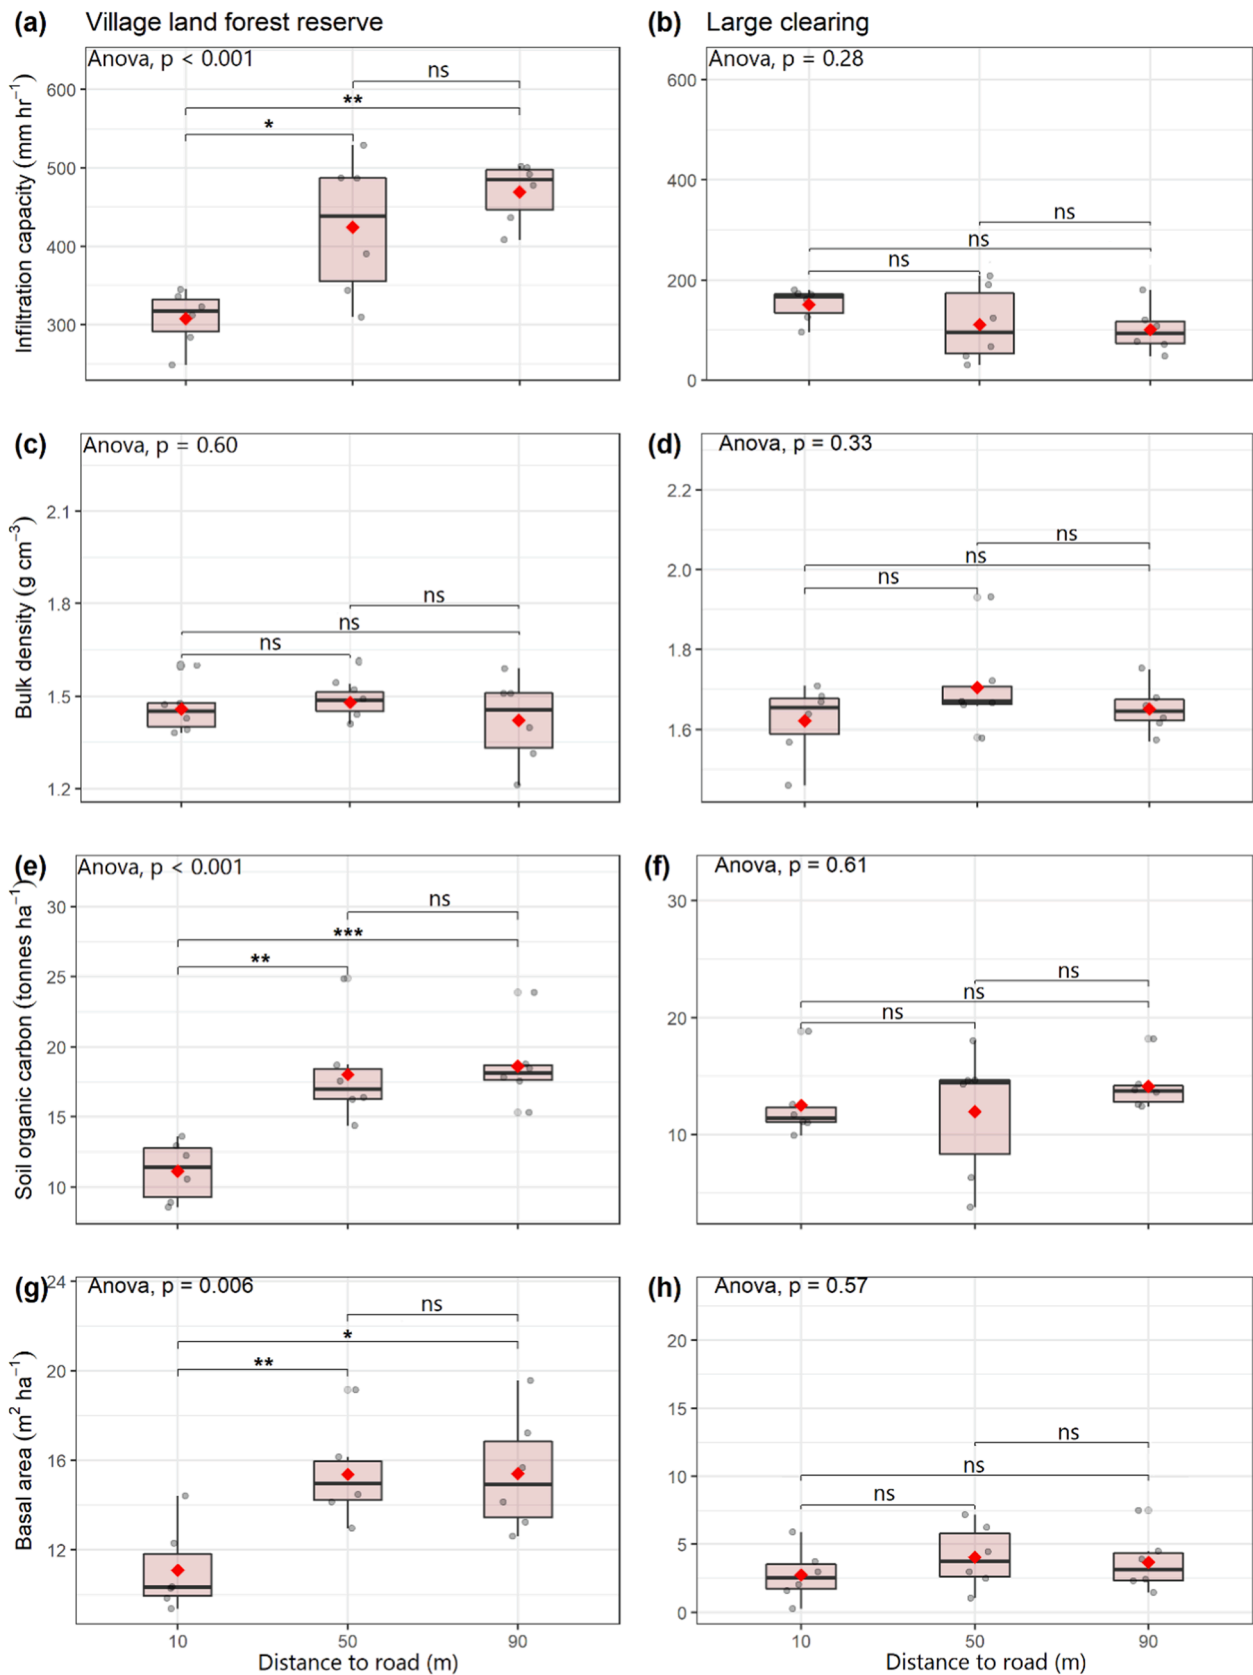 (a) Village land forest reserve
(b) Large clearing
Anova, p < 0.001
ns
**
*
600
500
400
300
Infiltration capacity (mm hr⁻¹)
Anova, p = 0.28
ns
ns
ns
600
400
200
0
(c)
Anova, p = 0.60
ns
ns
ns
2.1
1.8
1.5
1.2
Bulk density (g cm⁻³)
(d)
Anova, p = 0.33
ns
ns
ns
2.2
2.0
1.8
1.6
(e)
Anova, p < 0.001
ns
***
**
30
25
20
15
10
Soil organic carbon (tonnes ha⁻¹)
(f)
Anova, p = 0.61
ns
ns
ns
30
20
10
(g)
Anova, p = 0.006
ns
*
**
24
20
16
12
Basal area (m² ha⁻¹)
10 50 90
Distance to road (m)
(h)
Anova, p = 0.57
ns
ns
ns
20
15
10
5
0
10 50 90
Distance to road (m)